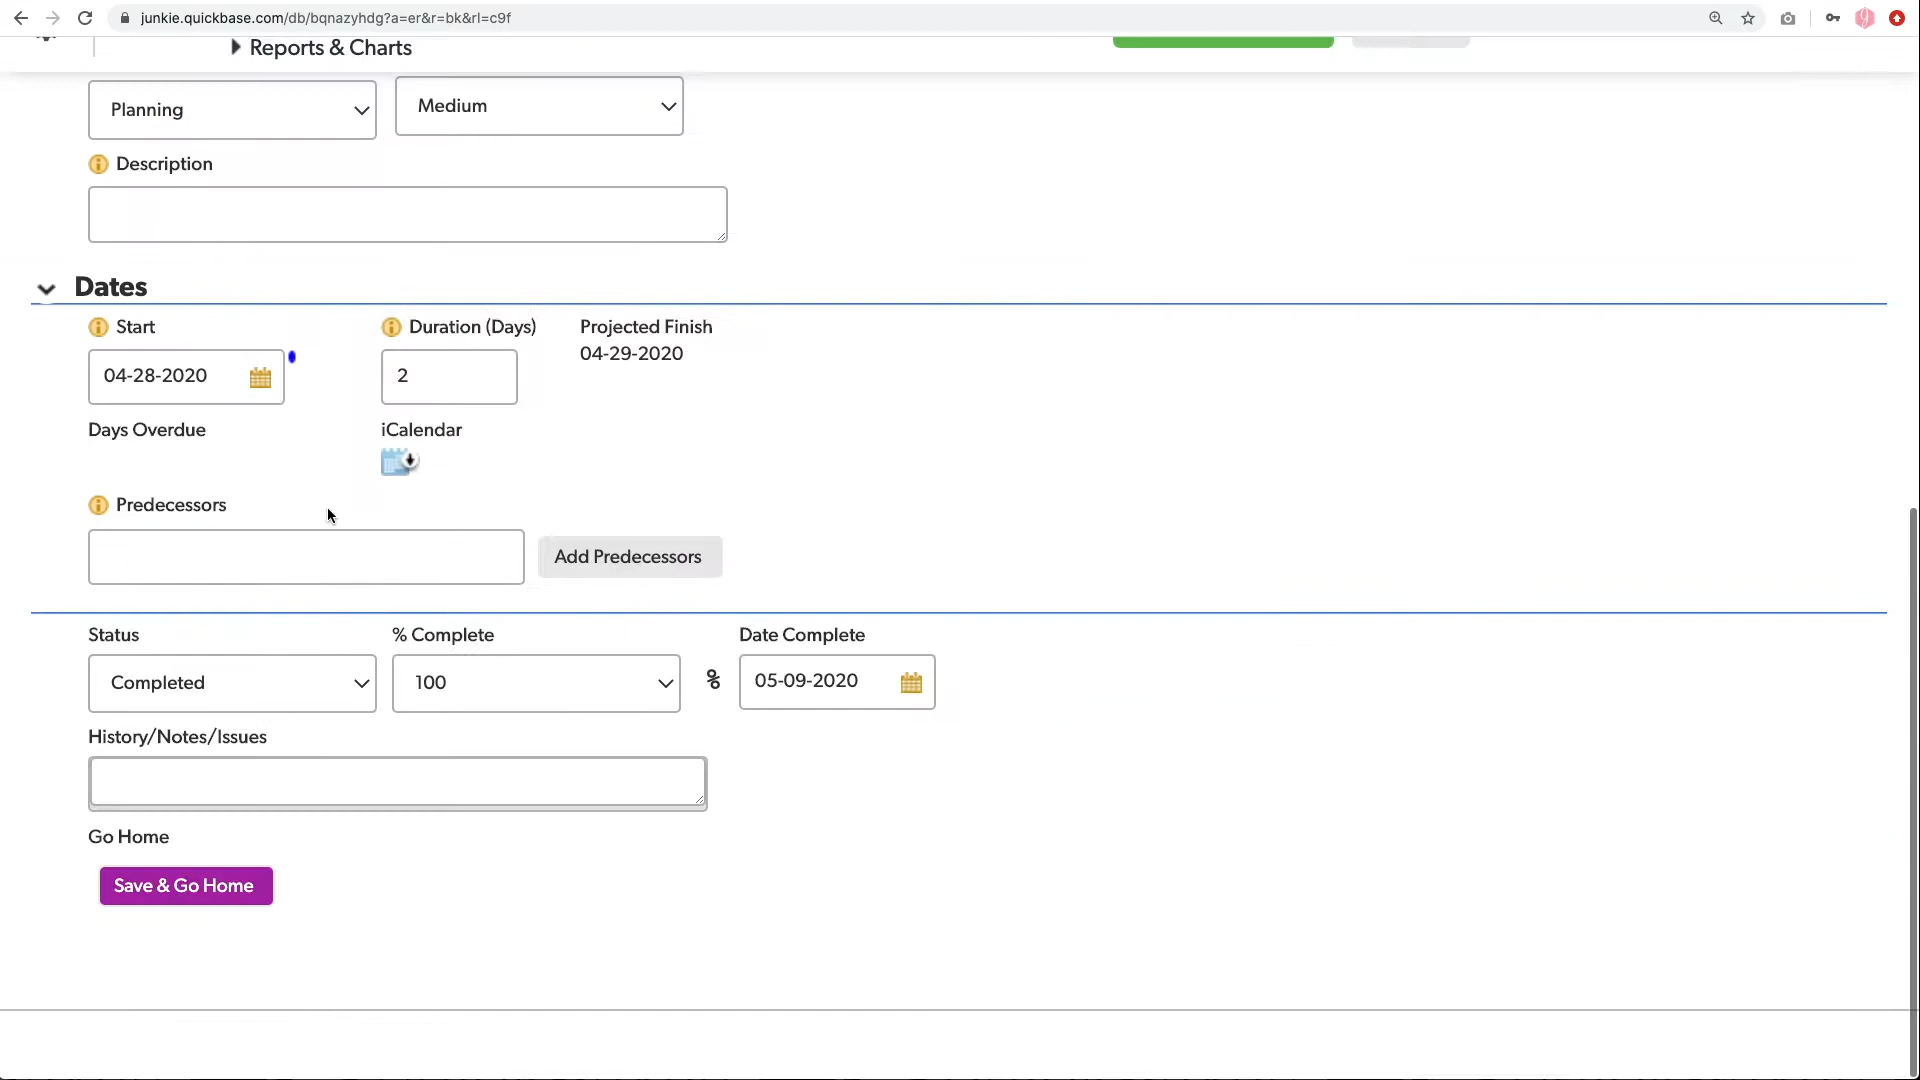 junkie.quickbase.com/db/bqnazyhdg?a=er&r=bk&rl=c9f
Reports & Charts
Planning
Medium
Description
Dates
Start
Duration (Days)
Projected Finish
04-28-2020
2
04-29-2020
Days Overdue
iCalendar
Predecessors
Add Predecessors
Status
% Complete
Date Complete
Completed
100
%
05-09-2020
History/Notes/Issues
Go Home
Save & Go Home